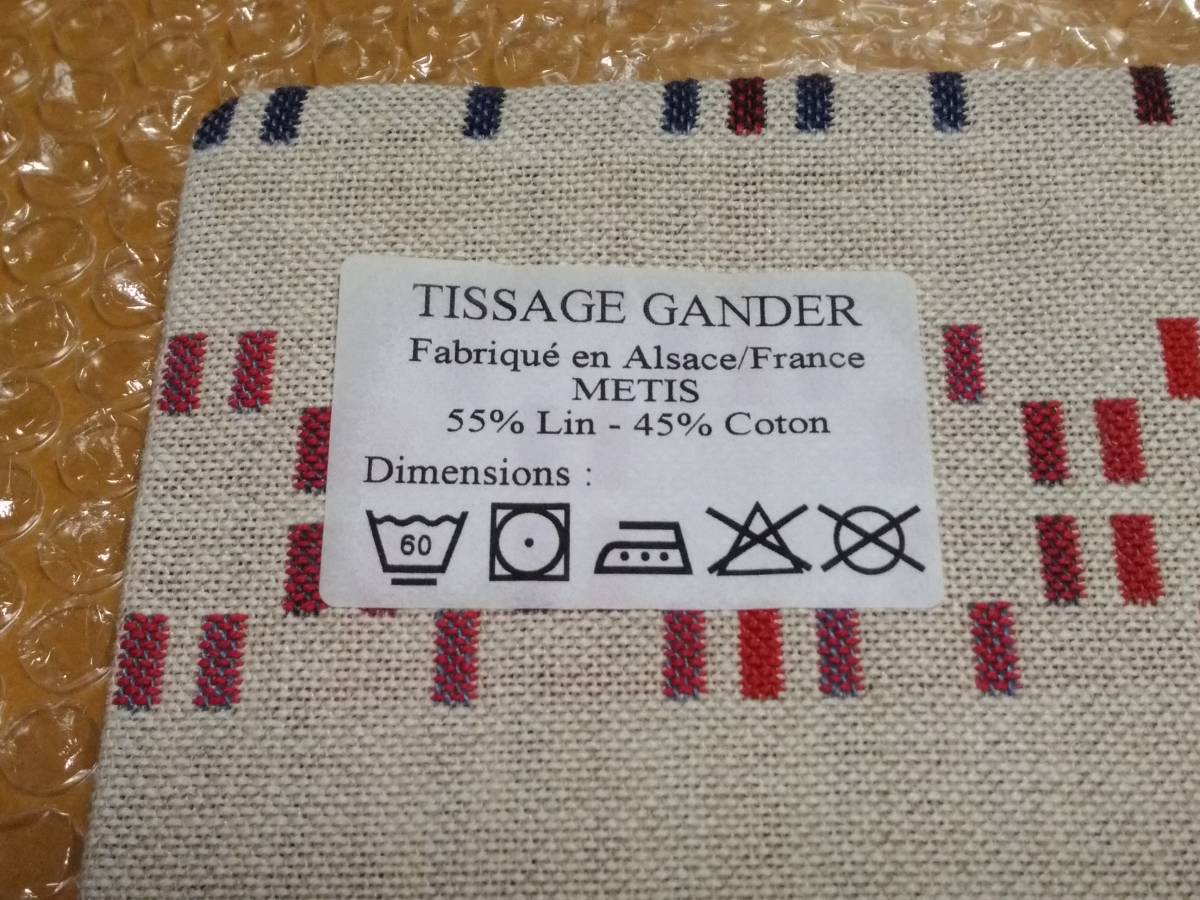 TISSAGE GANDER
Fabriqué en Alsace/France
METIS
55% Lin - 45% Coton
Dimensions :
60